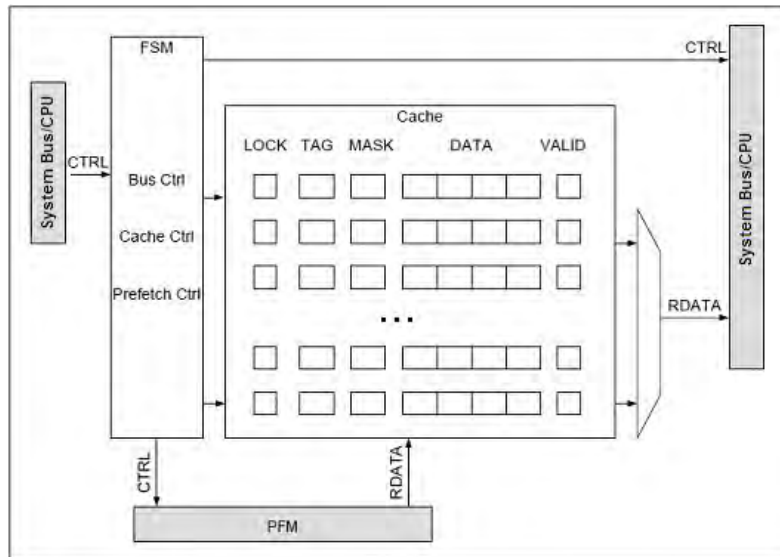 FSM
CTRL
System Bus/CPU
Cache
LOCK TAG MASK DATA VALID
System Bus/CPU
CTRL
Bus Ctrl
Cache Ctrl
Prefetch Ctrl
RDATA
...
CTRL
RDATA
PFM